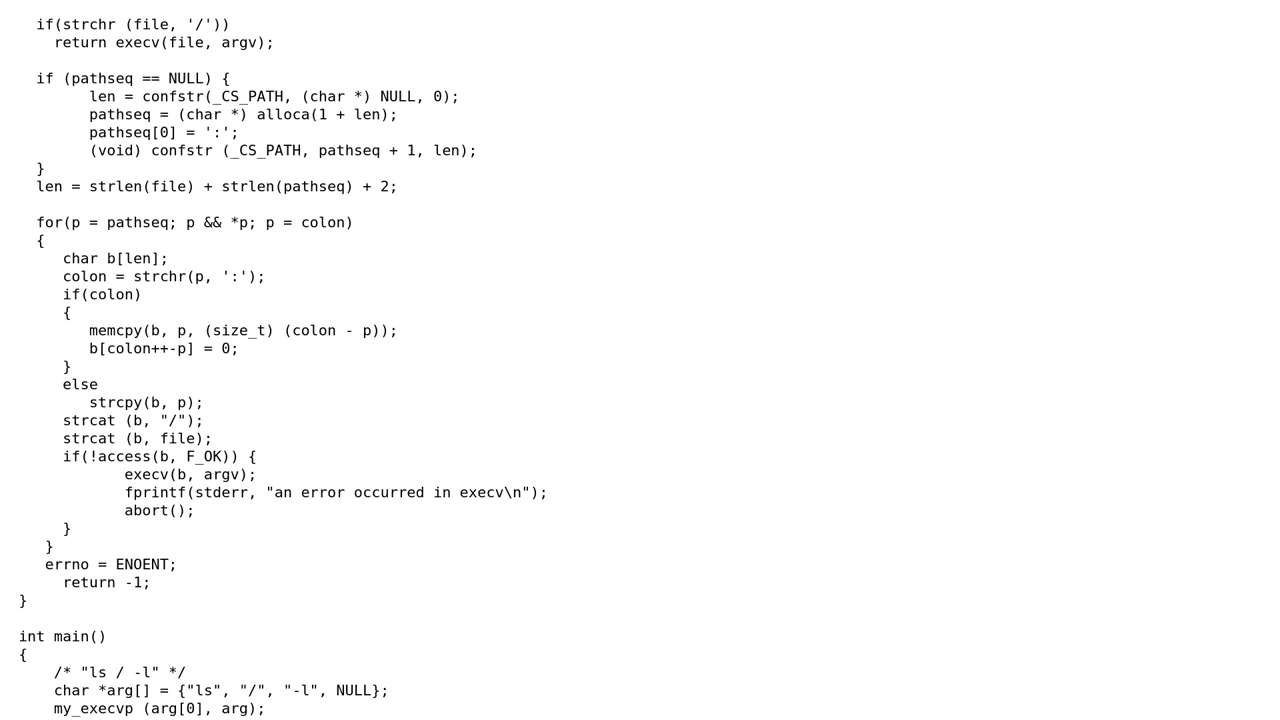 if(strchr (file, '/'))
return execv(file, argv);
if (pathseq == NULL) {
len = confstr(_CS_PATH, (char *) NULL, 0);
pathseq = (char *) alloca(1 + len);
pathseq[0] = ':';
(void) confstr (_CS_PATH, pathseq + 1, len);
}
len = strlen(file) + strlen(pathseq) + 2;
for(p = pathseq; p && *p; p = colon)
{
char b[len];
colon = strchr(p, ':');
if(colon)
{
memcpy(b, p, (size_t) (colon - p));
b[colon++-p] = 0;
}
else
strcpy(b, p);
strcat (b, "/");
strcat (b, file);
if(!access(b, F_OK)) {
execv(b, argv);
fprintf(stderr, "an error occurred in execv\n");
abort();
}
}
errno = ENOENT;
return -1;
}
int main()
{
/* "ls / -l" */
char *arg[] = {"ls", "/", "-l", NULL};
my_execvp (arg[0], arg);